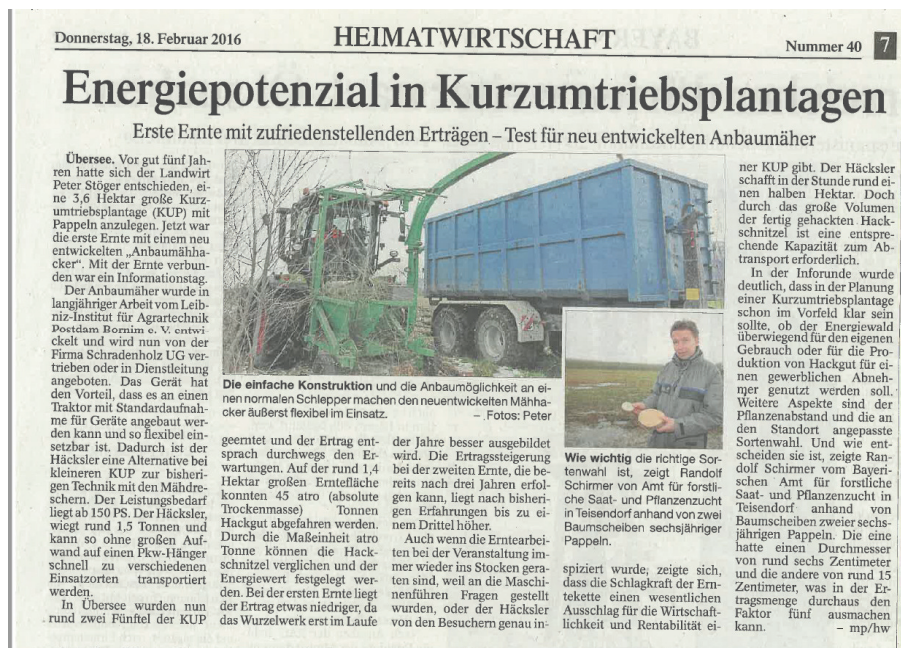 Donnerstag, 18. Februar 2016
HEIMATWIRTSCHAFT
Nummer 40
7
Energiepotenzial in Kurzumtriebsplantagen
Erste Ernte mit zufriedenstellenden Erträgen – Test für neu entwickelten Anbaumäher
Übersee. Vor gut fünf Jah-
ren hatte sich der Landwirt
Peter Stöger entschieden, ei-
ne 3,6 Hektar große Kurz-
umtriebsplantage (KUP) mit
Pappeln anzulegen. Jetzt war
die erste Ernte mit einem neu
entwickelten „Anbaumähha-
cker". Mit der Ernte verbun-
den war ein Informationstag.
Der Anbaumäher wurde in
langjähriger Arbeit vom Leib-
niz-Institut für Agrartechnik
Potsdam Bornim e. V. entwi-
ckelt und wird nun von der
Firma Schradenholz UG ver-
trieben oder in Dienstleitung
angeboten. Das Gerät hat
den Vorteil, dass es an einen
Traktor mit Standardaufnah-
me für Geräte angebaut wer-
den kann und so flexibel ein-
setzbar ist. Dadurch ist der
Häcksler eine Alternative bei
kleineren KUP zur bisheri-
gen Technik mit den Mähdre-
schern. Der Leistungsbedarf
liegt ab 150 PS. Der Häcksler,
wiegt rund 1,5 Tonnen und
kann so ohne großen Auf-
wand auf einen Pkw-Hänger
schnell zu verschiedenen
Einsatzorten transportiert
werden.
In Übersee wurden nun
rund zwei Fünftel der KUP
Die einfache Konstruktion und die Anbaumöglichkeit an ei-
nen normalen Schlepper machen den neuentwickelten Mähha-
cker äußerst flexibel im Einsatz.
– Fotos: Peter
geerntet und der Ertrag ent-
sprach durchwegs den Er-
wartungen. Auf der rund 1,4
Hektar großen Erntefläche
konnten 45 atro (absolute
Trockenmasse) Tonnen
Hackgut abgefahren werden.
Durch die Maßeinheit atro
Tonne können die Hack-
schnitzel verglichen und der
Energiewert festgelegt wer-
den. Bei der ersten Ernte liegt
der Ertrag etwas niedriger, da
das Wurzelwerk erst im Laufe
der Jahre besser ausgebildet
wird. Die Ertragssteigerung
bei der zweiten Ernte, die be-
reits nach drei Jahren erfol-
gen kann, liegt nach bisheri-
gen Erfahrungen bis zu ei-
nem Drittel höher.
Auch wenn die Erntearbei-
ten bei der Veranstaltung im-
mer wieder ins Stocken gera-
ten sind, weil an die Maschi-
nenführen Fragen gestellt
wurden, oder der Häcksler
von den Besuchern genau in-
Wie wichtig die richtige Sor-
tenwahl ist, zeigt Randolf
Schirmer von Amt für forstli-
che Saat- und Pflanzenzucht
in Teisendorf anhand von zwei
Baumscheiben sechsjähriger
Pappeln.
spiziert wurde, zeigte sich,
dass die Schlagkraft der Ern-
tekette einen wesentlichen
Ausschlag für die Wirtschaft-
lichkeit und Rentabilität ei-
ner KUP gibt. Der Häcksler
schafft in der Stunde rund ei-
nen halben Hektar. Doch
durch das große Volumen
der fertig gehackten Hack-
schnitzel ist eine entspre-
chende Kapazität zum Ab-
transport erforderlich.
In der Inforunde wurde
deutlich, dass in der Planung
einer Kurzumtriebsplantage
schon im Vorfeld klar sein
sollte, ob der Energiewald
überwiegend für den eigenen
Gebrauch oder für die Pro-
duktion von Hackgut für ei-
nen gewerblichen Abneh-
mer genutzt werden soll.
Weitere Aspekte sind der
Pflanzenabstand und die an
den Standort angepasste
Sortenwahl. Und wie ent-
scheiden sie ist, zeigte Ran-
dolf Schirmer vom Bayeri-
schen Amt für forstliche
Saat- und Pflanzenzucht in
Teisendorf anhand von
Baumscheiben zweier sechs-
jährigen Pappeln. Die eine
hatte einen Durchmesser
von rund sechs Zentimeter
und die andere von rund 15
Zentimeter, was in der Er-
tragsmenge durchaus den
Faktor fünf ausmachen
kann.
– mp/hw